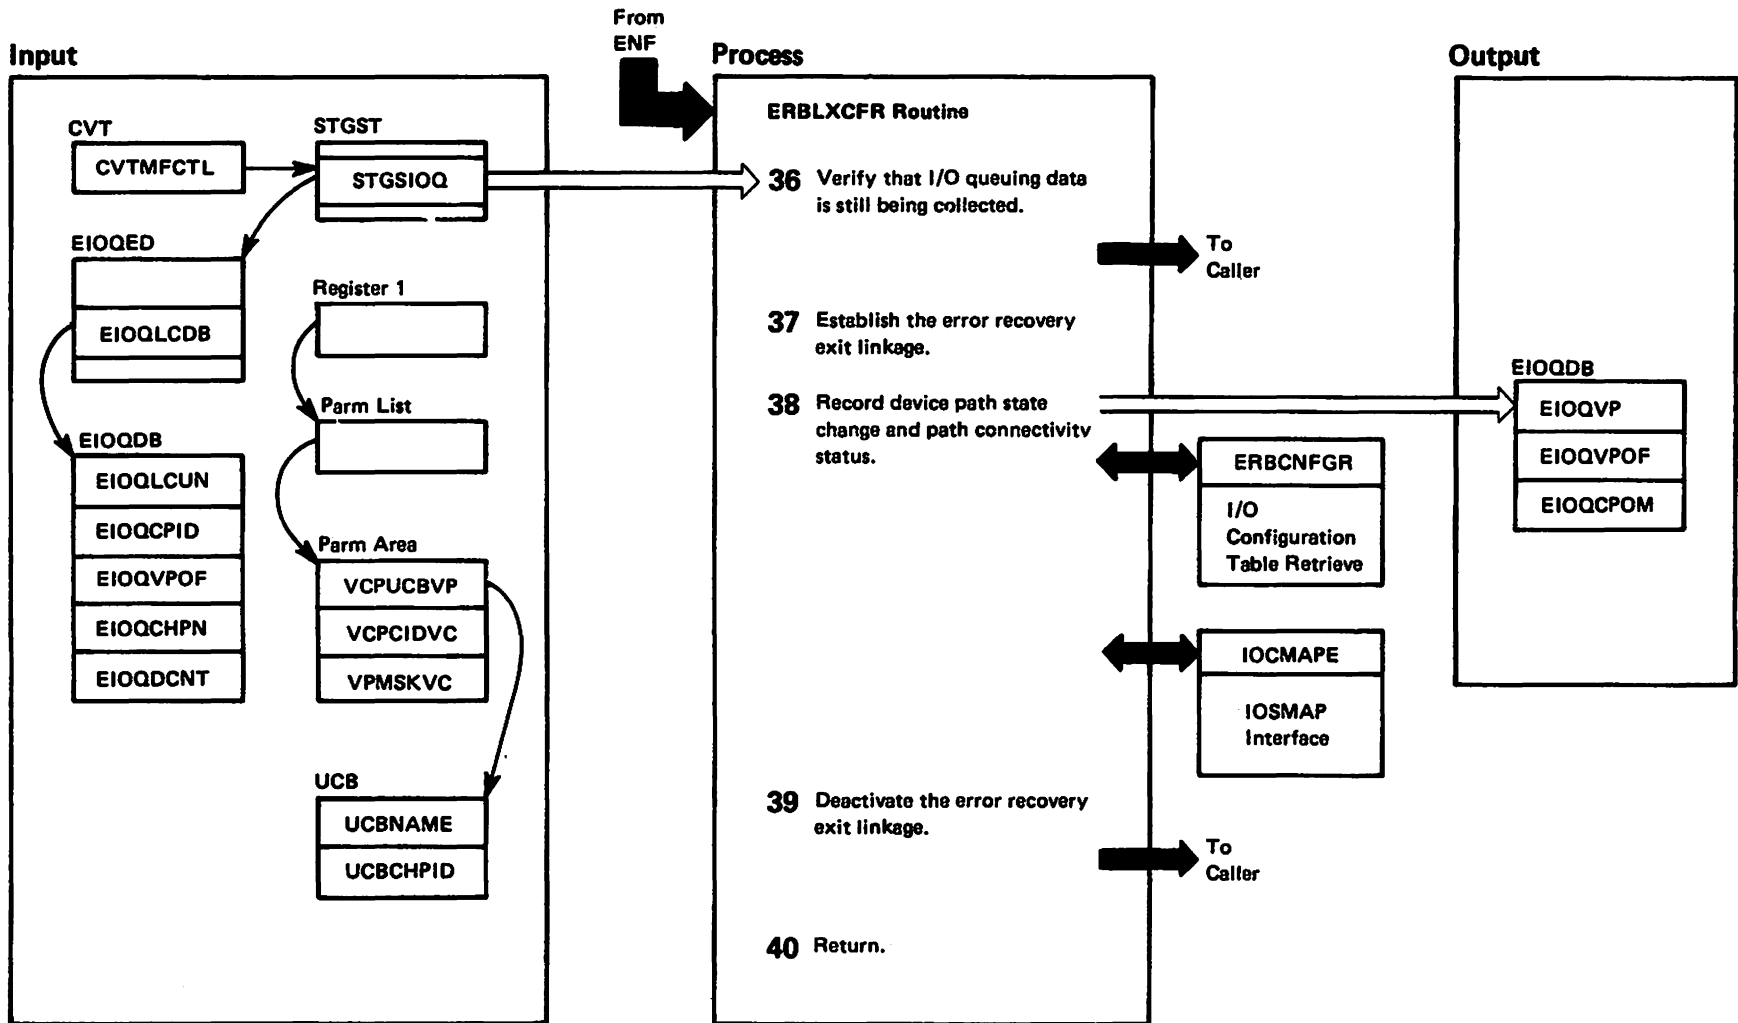 From
ENF
Input
Process
Output
CVT
CVTMFCTL
STGST
STGSIOQ
EIOQED
EIOQLCDB
Register 1
Parm List
EIOQDB
EIOQLCUN
EIOQCPID
EIOQVPOF
EIOQCHPN
EIOQDCNT
Parm Area
VCPUCBVP
VCPCIDVC
VPMSKVC
UCB
UCBNAME
UCBCHPID
ERBLXCFR Routine
36 Verify that I/O queuing data
is still being collected.
To
Caller
37 Establish the error recovery
exit linkage.
38 Record device path state
change and path connectivity
status.
ERBCNFGR
I/O
Configuration
Table Retrieve
IOCMAPE
IOSMAP
Interface
39 Deactivate the error recovery
exit linkage.
To
Caller
40 Return.
EIOQDB
EIOQVP
EIOQVPOF
EIOQCPOM